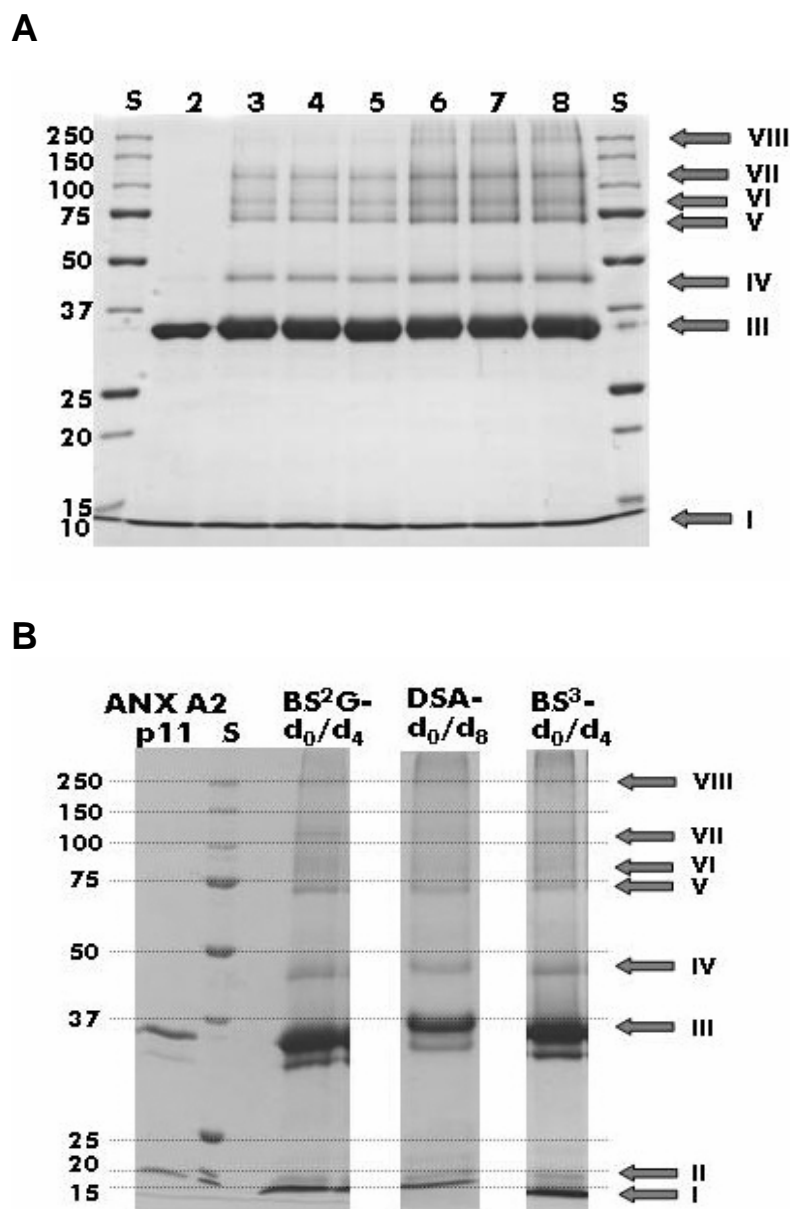 A
S 2 3 4 5 6 7 8 S
250
150
100
75
50
37
25
20
15
10
VIII
VII
VI
V
IV
III
I
B
ANX A2 BS²G- DSA- BS³-
p11 S d₀/d₄ d₀/d₈ d₀/d₄
250
150
100
75
50
37
25
20
15
VIII
VII
VI
V
IV
III
II
I